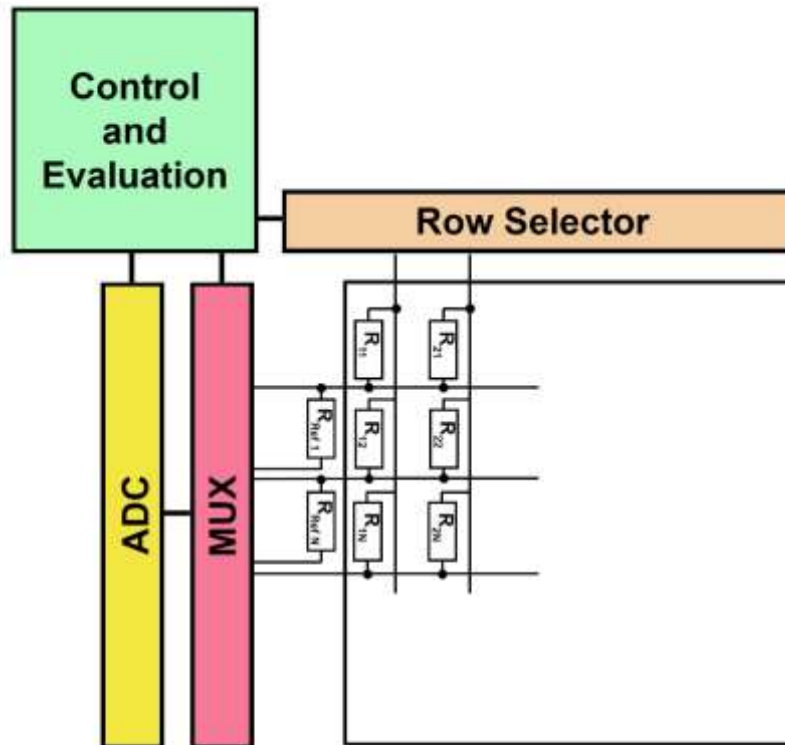 Control
and
Evaluation
Row Selector
R11
R21
RRef 1
R12
R22
RRef N
R1N
R2N
ADC
MUX